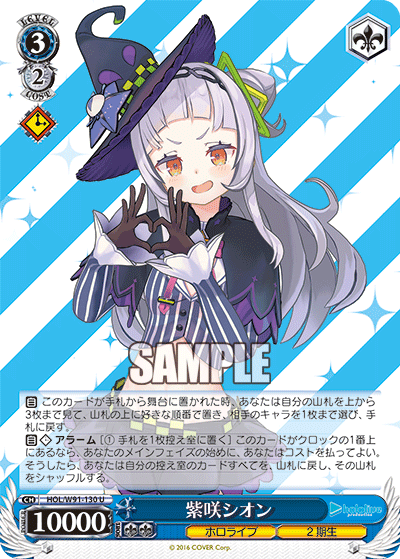 LEVEL
3
2
COST
SAMPLE
【自】 このカードが手札から舞台に置かれた時、あなたは自分の山札を上から
3枚まで見て、山札の上に好きな順番で置き、相手のキャラを1枚まで選び、手
札に戻す。
【自】 アラーム ［① 手札を1枚控え室に置く］ このカードがクロックの1番上
にあるなら、あなたのメインフェイズの始めに、あなたはコストを払ってよい。
そうしたら、あなたは自分の控え室のカードすべてを、山札に戻し、その山札
をシャッフルする。
CH HOL/W91-130 U
10000
紫咲シオン
hololive
production
ホロライブ
2期生
© 2016 COVER Corp.